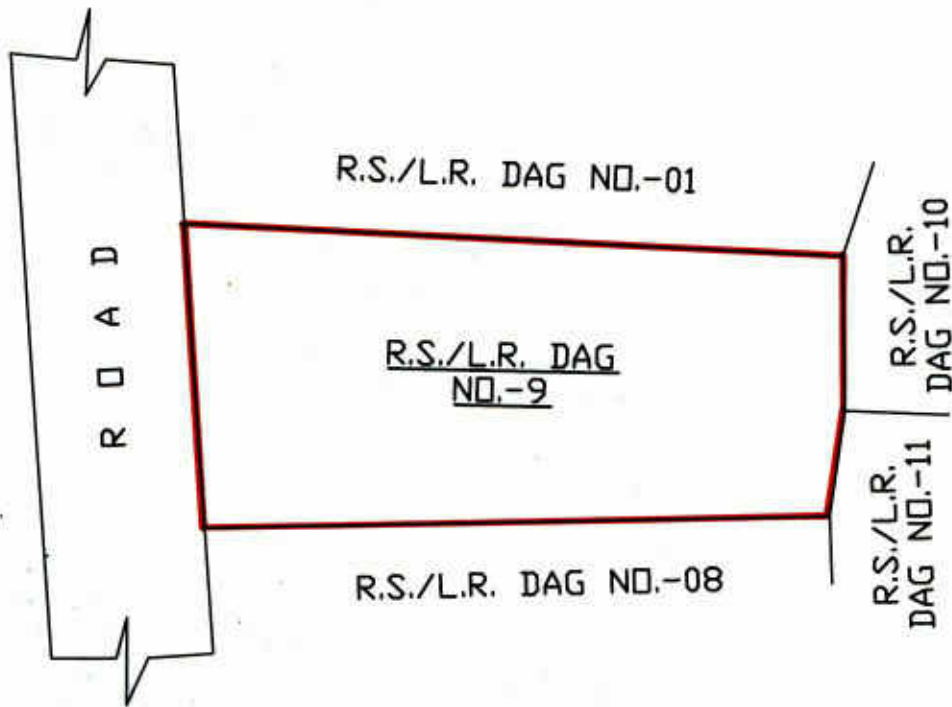 R.S./L.R. DAG NO.-01
ROAD
R.S./L.R. DAG
NO.-9
R.S./L.R.
DAG NO.-10
R.S./L.R.
DAG NO.-11
R.S./L.R. DAG NO.-08